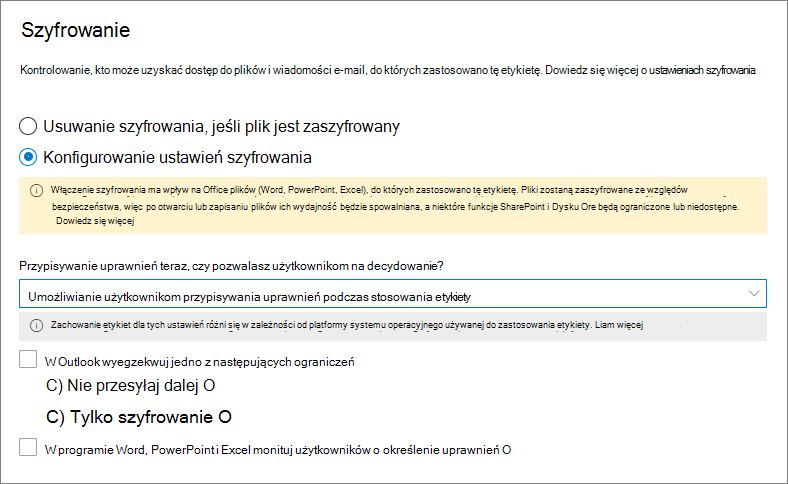 Szyfrowanie
Kontrolowanie, kto może uzyskać dostęp do plików i wiadomości e-mail, do których zastosowano tę etykietę. Dowiedz się więcej o ustawieniach szyfrowania
Usuwanie szyfrowania, jeśli plik jest zaszyfrowany
Konfigurowanie ustawień szyfrowania
Włączenie szyfrowania ma wpływ na Office plików (Word, PowerPoint, Excel), do których zastosowano tę etykietę. Pliki zostaną zaszyfrowane ze względów
bezpieczeństwa, więc po otwarciu lub zapisaniu plików ich wydajność będzie spowalniana, a niektóre funkcje SharePoint i Dysku Ore będą ograniczone lub niedostępne.
Dowiedz się więcej
Przypisywanie uprawnień teraz, czy pozwalasz użytkownikom na decydowanie?
Umożliwianie użytkownikom przypisywania uprawnień podczas stosowania etykiety
Zachowanie etykiet dla tych ustawień różni się w zależności od platformy systemu operacyjnego używanej do zastosowania etykiety. Liam więcej
W Outlook wyegzekwuj jedno z następujących ograniczeń
C) Nie przesyłaj dalej O
C) Tylko szyfrowanie O
W programie Word, PowerPoint i Excel monituj użytkowników o określenie uprawnień O